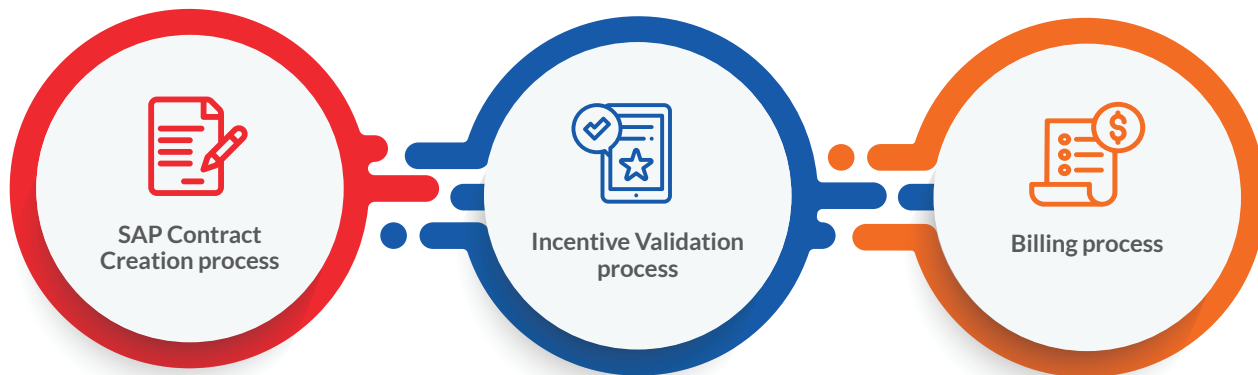 SAP Contract
Creation process
Incentive Validation
process
Billing process